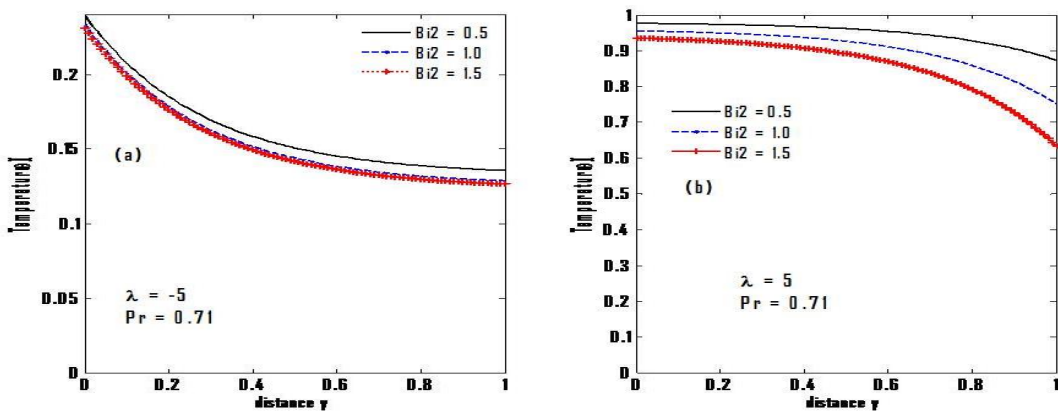 Bi2 = 0.5
Bi2 = 1.0
Bi2 = 1.5
0.2
0.15
0.1
0.05
0
(a)
λ = -5
Pr = 0.71
0 0.2 0.4 0.6 0.8 1
distance y
1
0.9
0.8
0.7
0.6
0.5
0.4
0.3
0.2
0.1
0
Bi2 = 0.5
Bi2 = 1.0
Bi2 = 1.5
(b)
λ = 5
Pr = 0.71
0 0.2 0.4 0.6 0.8 1
distance y